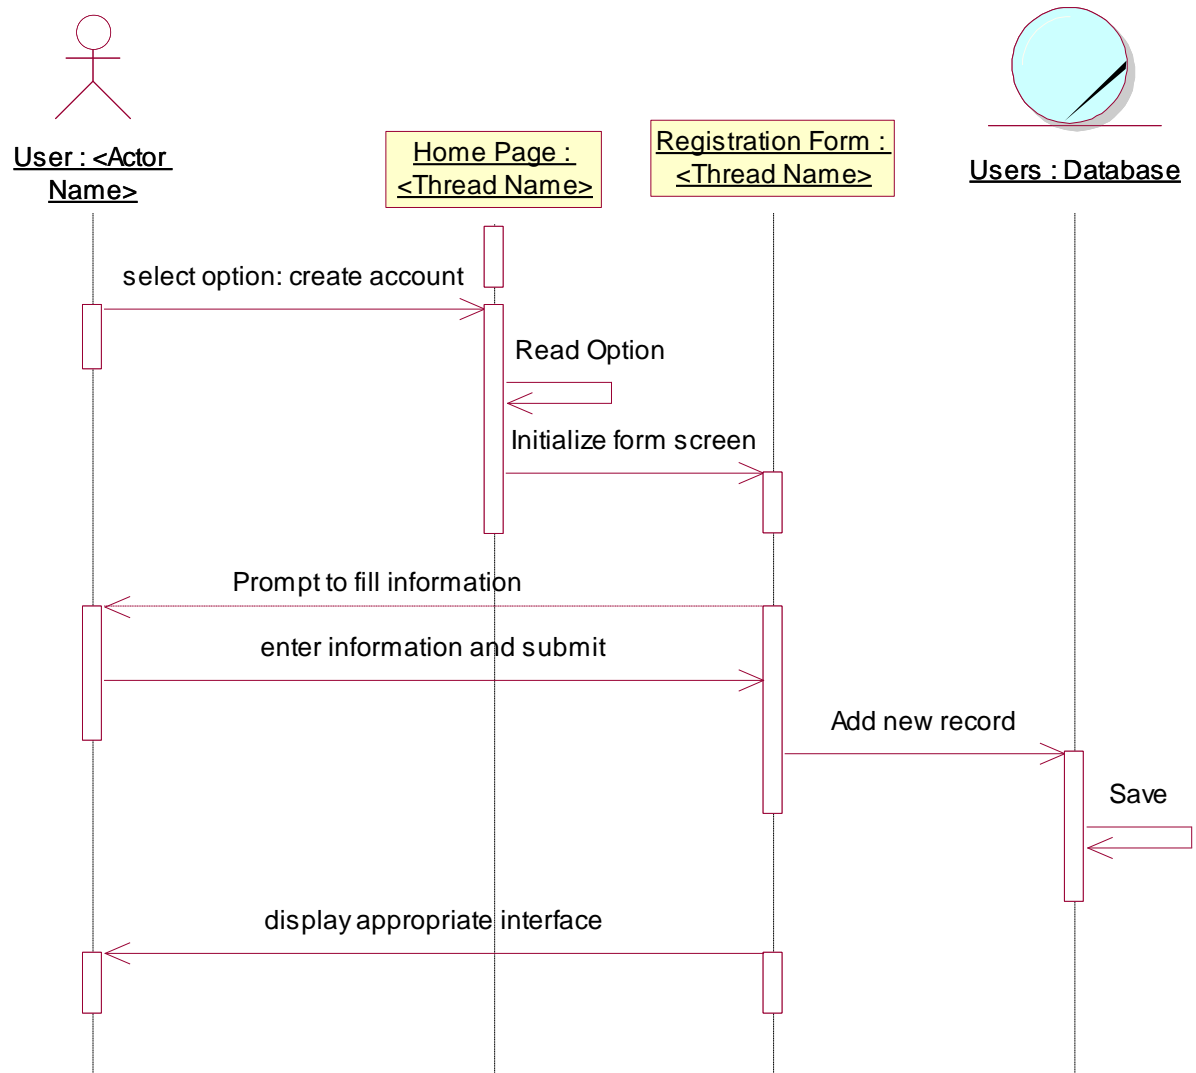 User : <Actor
Name>
Home Page :
<Thread Name>
Registration Form :
<Thread Name>
Users : Database
select option: create account
Read Option
Initialize form screen
Prompt to fill information
enter information and submit
Add new record
Save
display appropriate interface